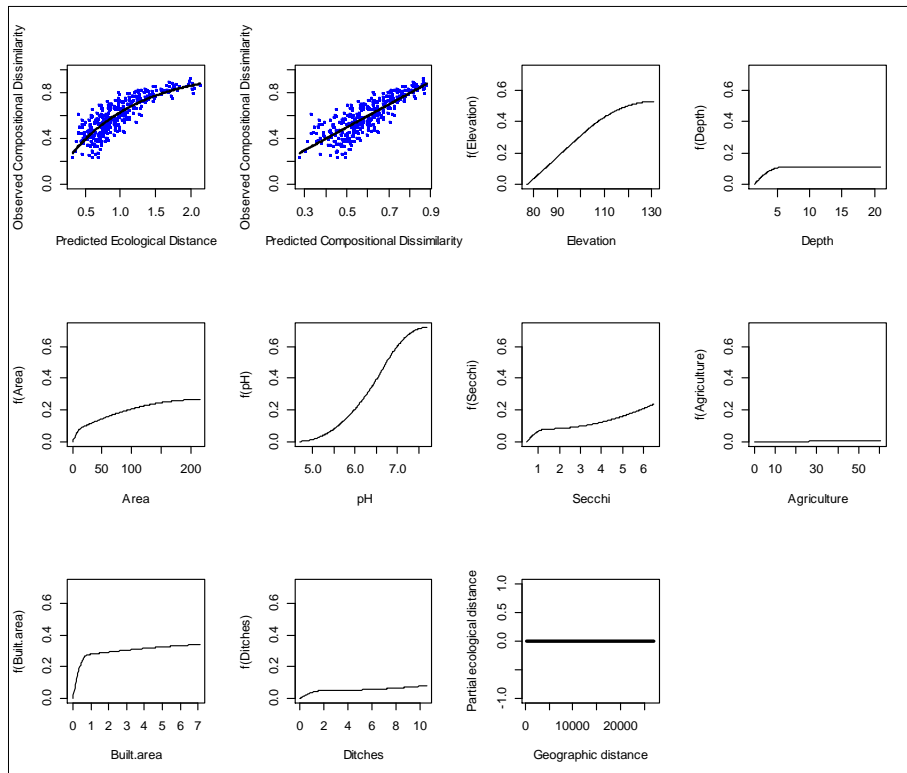 Observed Compositional Dissimilarity
0.0 0.4 0.8
0.5 1.0 1.5 2.0
Predicted Ecological Distance
Observed Compositional Dissimilarity
0.0 0.4 0.8
0.3 0.5 0.7 0.9
Predicted Compositional Dissimilarity
f(Elevation)
0.0 0.2 0.4 0.6
80 90 110 130
Elevation
f(Depth)
0.0 0.2 0.4 0.6
5 10 15 20
Depth
f(Area)
0.0 0.2 0.4 0.6
0 50 100 200
Area
f(pH)
0.0 0.2 0.4 0.6
5.0 6.0 7.0
pH
f(Secchi)
0.0 0.2 0.4 0.6
1 2 3 4 5 6
Secchi
f(Agriculture)
0.0 0.2 0.4 0.6
0 10 30 50
Agriculture
f(Built.area)
0.0 0.2 0.4 0.6
0 1 2 3 4 5 6 7
Built.area
f(Ditches)
0.0 0.2 0.4 0.6
0 2 4 6 8 10
Ditches
Partial ecological distance
-1.0 0.0 0.5 1.0
0 10000 20000
Geographic distance